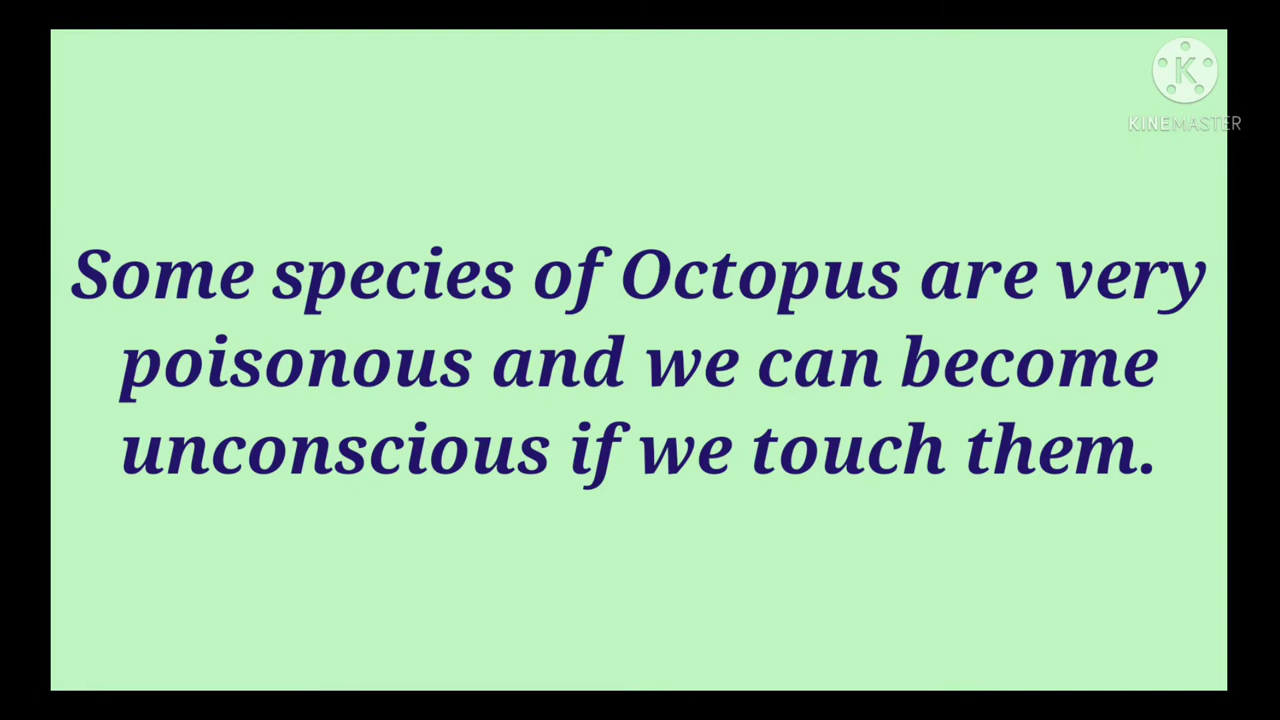 K
KINEMASTER
Some species of Octopus are very
poisonous and we can become
unconscious if we touch them.